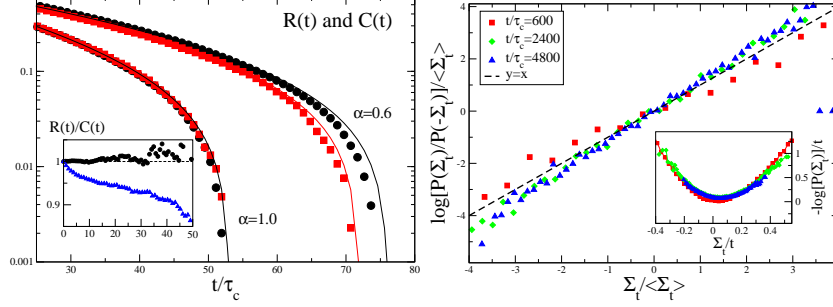 R(t) and C(t)
0.1
0.01
0.001
α=0.6
α=1.0
R(t)/C(t)
1
0.9
0 10 20 30 40 50
30 40 50 60 70 80
t/τc
t/τc=600
t/τc=2400
t/τc=4800
y=x
log[P(Σt)/P(-Σt)]/<Σt>
4
2
0
-2
-4
-4 -3 -2 -1 0 1 2 3
Σt/<Σt>
-0.4 -0.2 0 0.2 0.4
Σt/t
1
0.5
0
-log[P(Σt)]/t